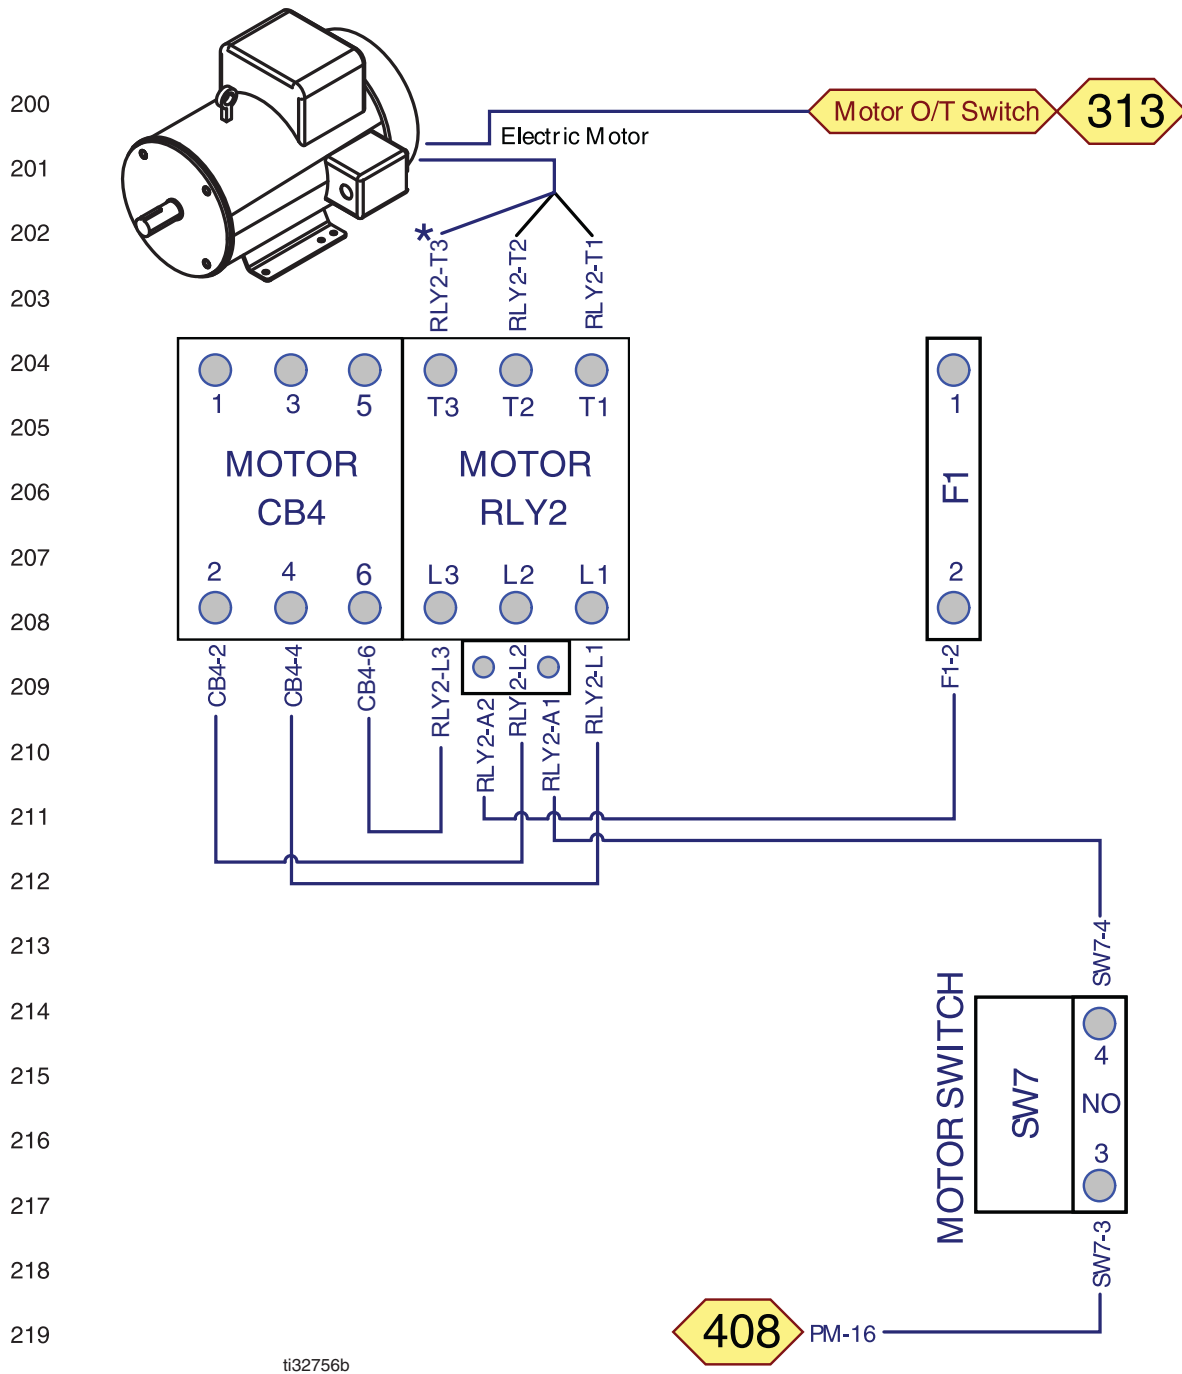 200
Motor O/T Switch 313
Electric Motor
201
202
*
RLY2-T3
RLY2-T2
RLY2-T1
203
204
1 3 5 T3 T2 T1 1
205
MOTOR CB4
MOTOR RLY2
F1
206
207
2 4 6 L3 L2 L1 2
208
CB4-2
CB4-4
CB4-6
RLY2-L3
RLY2-A2
RLY2-L2
RLY2-A1
RLY2-L1
F1-2
209
210
211
212
213
SW7-4
214
MOTOR SWITCH
SW7
4
NO
3
215
216
217
SW7-3
218
408 PM-16
219
ti32756b